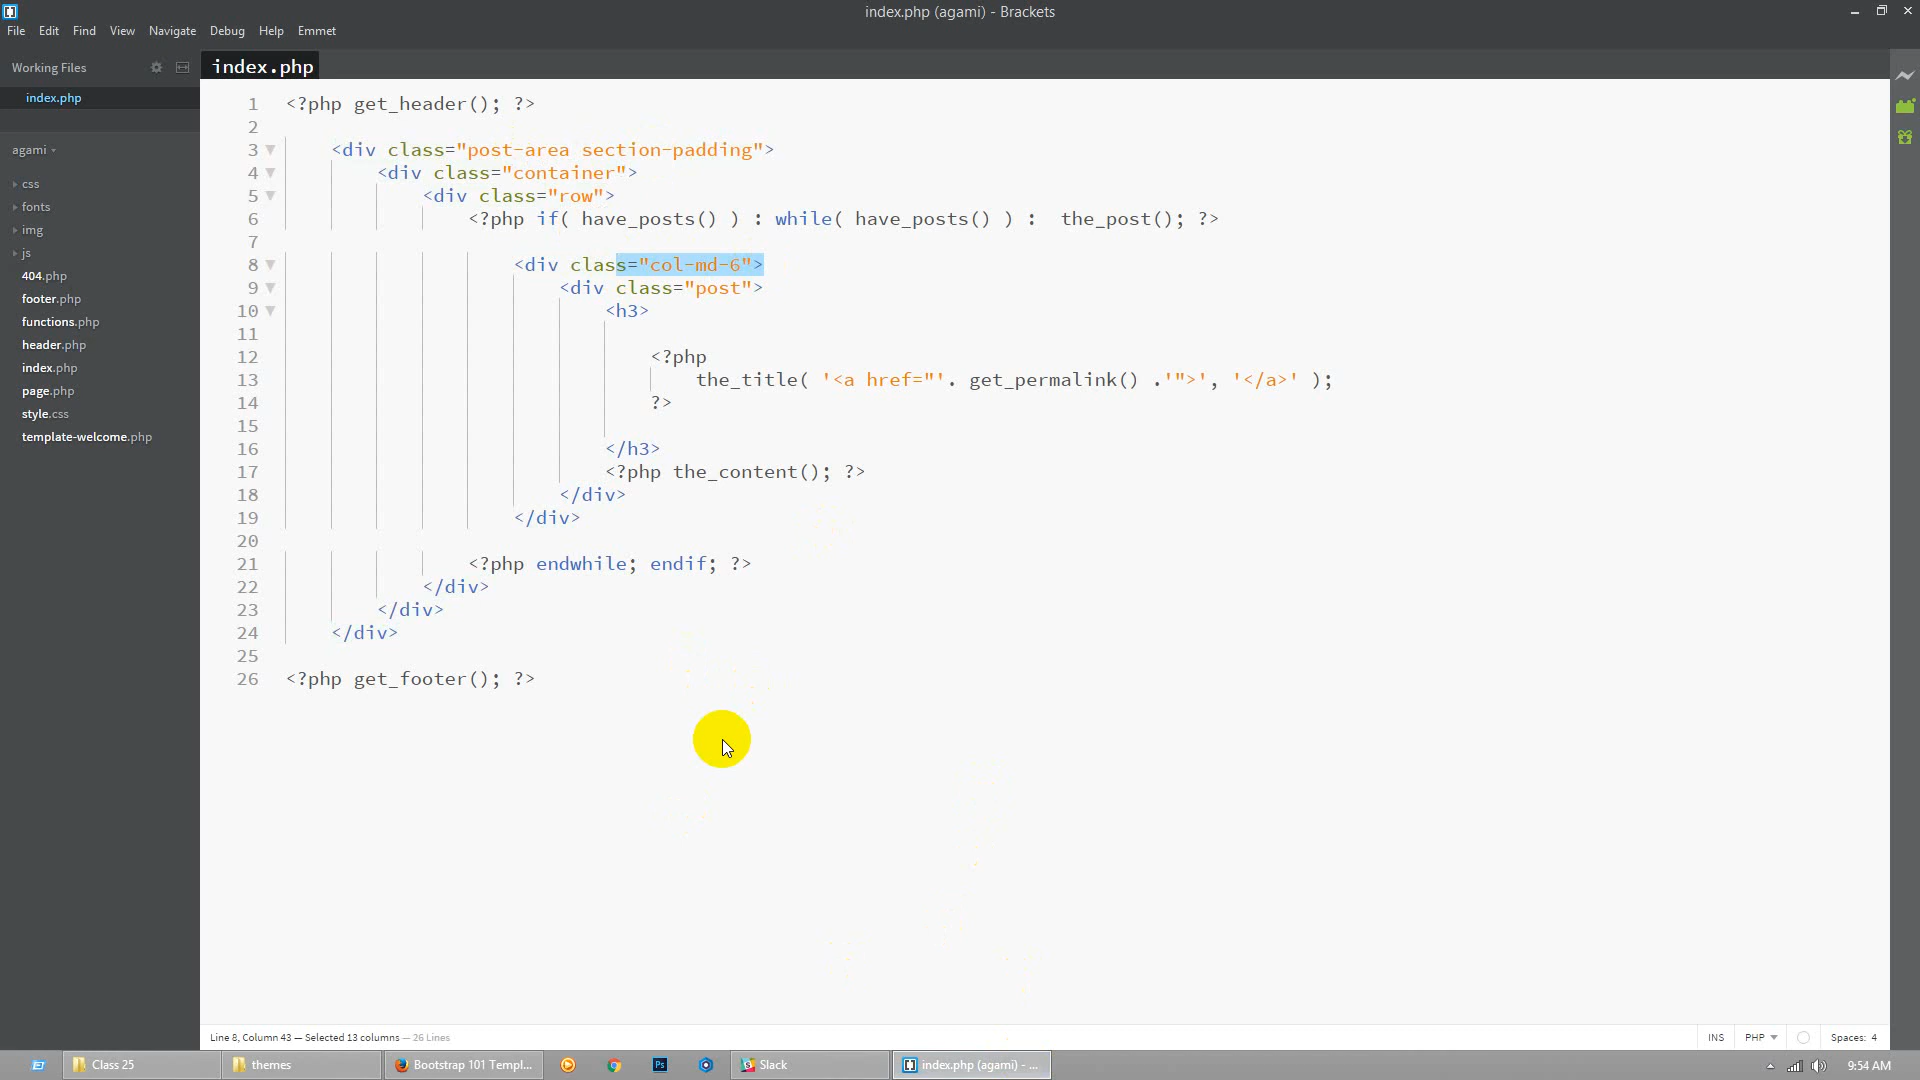 index.php (agami) - Brackets
File Edit Find View Navigate Debug Help Emmet
Working Files
index.php
index.php
agami
css
fonts
img
js
404.php
footer.php
functions.php
header.php
index.php
page.php
style.css
template-welcome.php
1 <?php get_header(); ?>
2
3 <div class="post-area section-padding">
4 <div class="container">
5 <div class="row">
6 <?php if( have_posts() ) : while( have_posts() ) :  the_post(); ?>
7
8 <div class="col-md-6">
9 <div class="post">
10 <h3>
11
12 <?php
13 the_title( '<a href="'. get_permalink() .'">', '</a>' );
14 ?>
15
16 </h3>
17 <?php the_content(); ?>
18 </div>
19 </div>
20
21 <?php endwhile; endif; ?>
22 </div>
23 </div>
24 </div>
25
26 <?php get_footer(); ?>
Line 8, Column 43 — Selected 13 columns — 26 Lines
INS PHP Spaces: 4
Class 25 themes Bootstrap 101 Templ... Ps Slack index.php (agami) - ... 9:54 AM